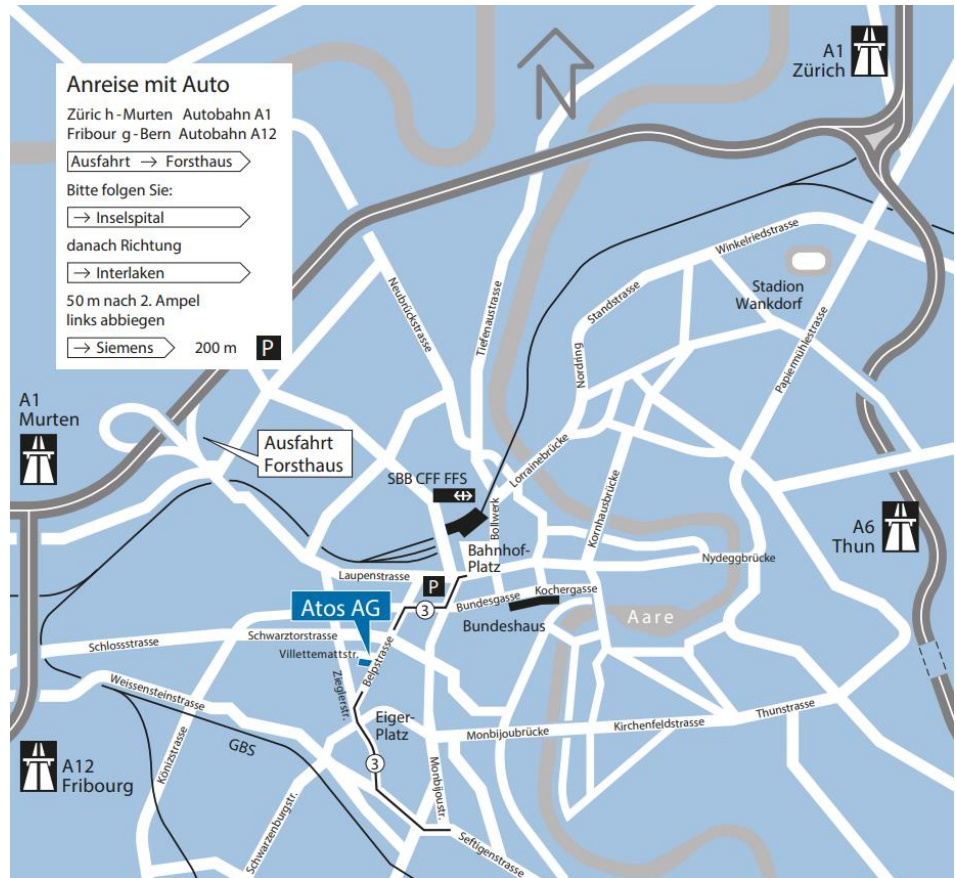 Anreise mit Auto
Züric h-Murten Autobahn A1
Fribour g-Bern Autobahn A12
Ausfahrt → Forsthaus
Bitte folgen Sie:
→ Inselspital
danach Richtung
→ Interlaken
50 m nach 2. Ampel
links abbiegen
→ Siemens 200 m P
N
A1
Zürich
A1
Murten
Ausfahrt
Forsthaus
Neubrückstrasse
Tiefenaustrasse
Winkelriedstrasse
Standstrasse
Nordring
Stadion
Wankdorf
Papiermühlestrasse
SBB CFF FFS
Lorrainebrücke
Bollwerk
Kornhausbrücke
A6
Thun
Bahnhof-
Platz
Nydeggbrücke
Laupenstrasse
P
3
Bundesgasse
Kochergasse
Bundeshaus
Aare
Atos AG
Schlossstrasse
Schwarztorstrasse
Villettemattstr.
Belpstrasse
Zieglerstr.
Weissensteinstrasse
Eiger-
Platz
Monbijoubrücke
Kirchenfeldstrasse
Thunstrasse
GBS
3
Könizstrasse
Monbijoustr.
A12
Fribourg
Schwarzenburgstr.
Seftigenstrasse